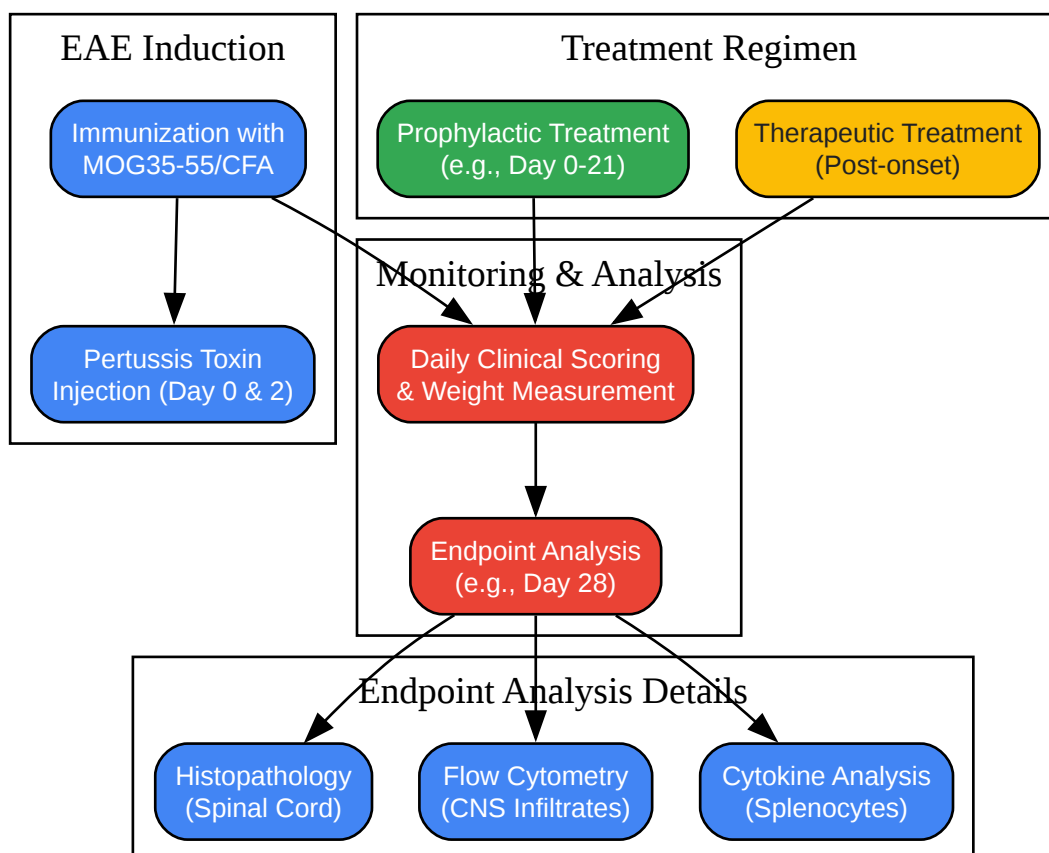 EAE Induction
Immunization with
MOG35-55/CFA
Pertussis Toxin
Injection (Day 0 & 2)
Treatment Regimen
Prophylactic Treatment
(e.g., Day 0-21)
Therapeutic Treatment
(Post-onset)
Monitoring & Analysis
Daily Clinical Scoring
& Weight Measurement
Endpoint Analysis
(e.g., Day 28)
Endpoint Analysis Details
Histopathology
(Spinal Cord)
Flow Cytometry
(CNS Infiltrates)
Cytokine Analysis
(Splenocytes)